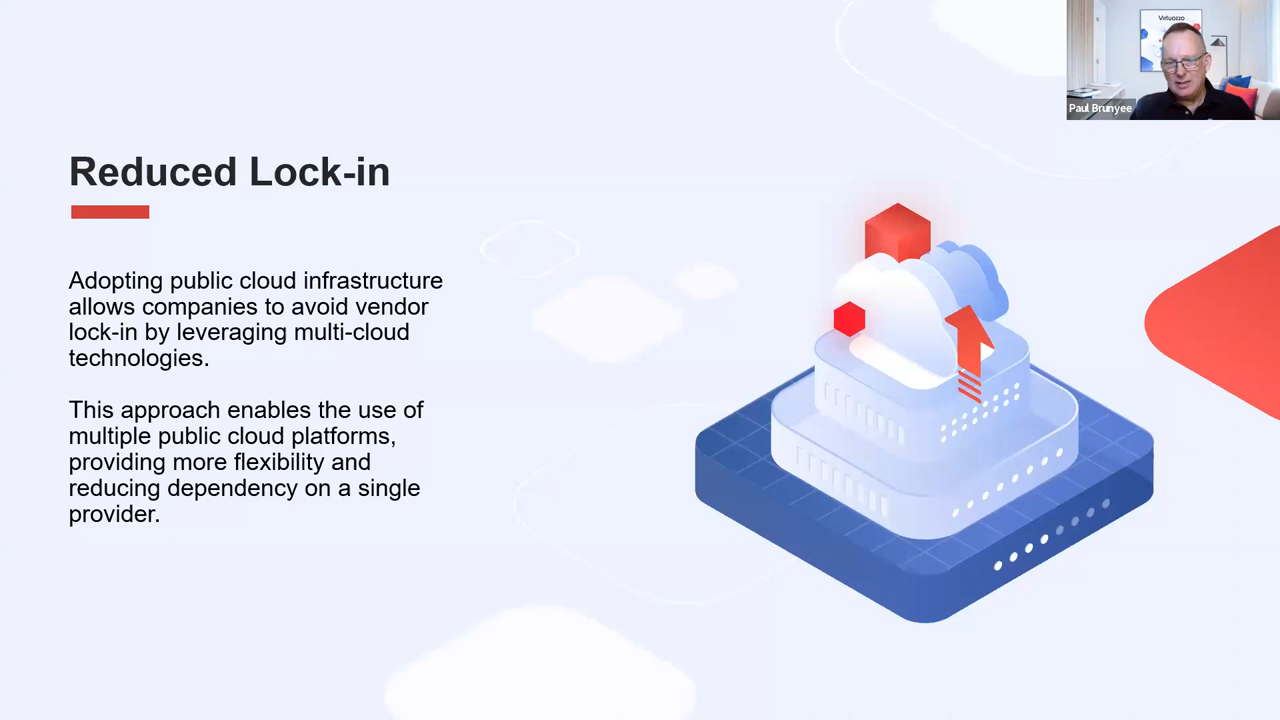 Virtuozzo
Paul Brunyee
Reduced Lock-in
Adopting public cloud infrastructure
allows companies to avoid vendor
lock-in by leveraging multi-cloud
technologies.
This approach enables the use of
multiple public cloud platforms,
providing more flexibility and
reducing dependency on a single
provider.